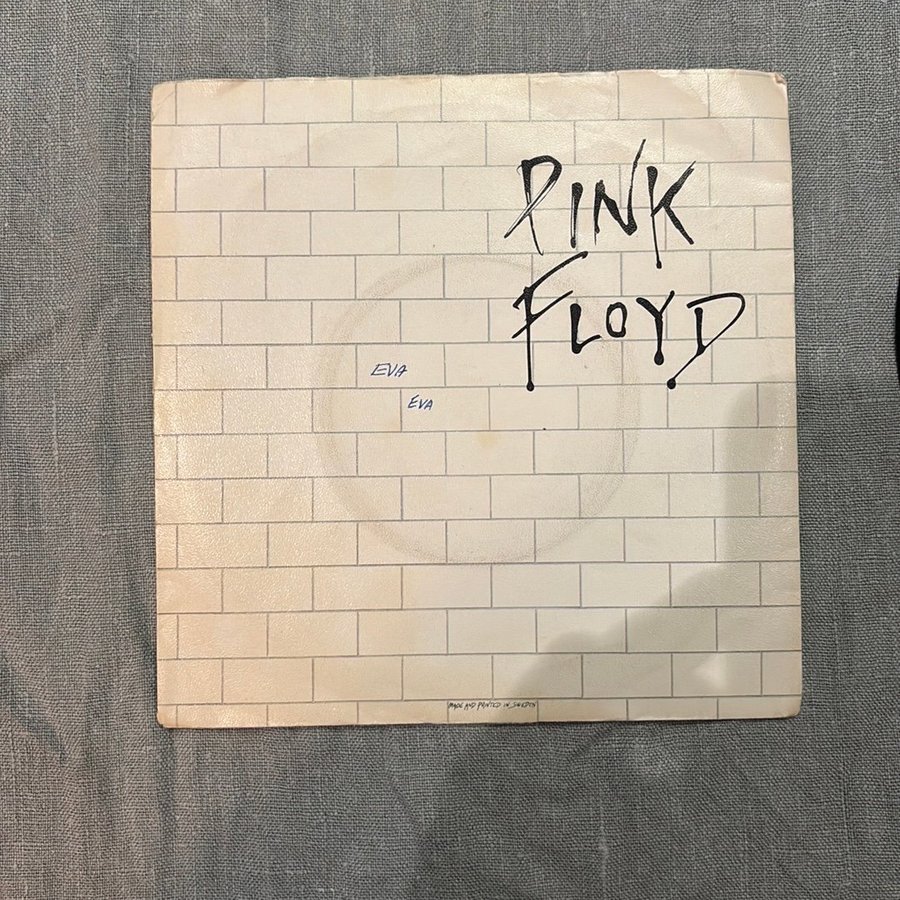 PINK
FLOYD
EVA
EVA
MADE AND PRINTED IN SWEDEN